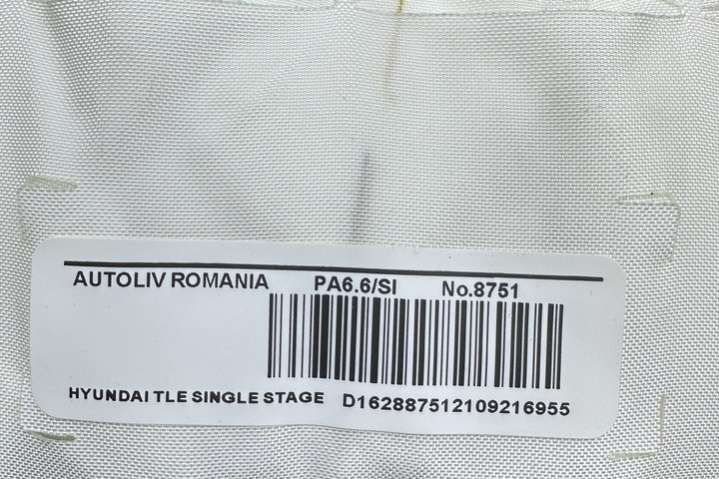 AUTOLIV ROMANIA PA6.6/SI No.8751
HYUNDAI TLE SINGLE STAGE D162887512109216955